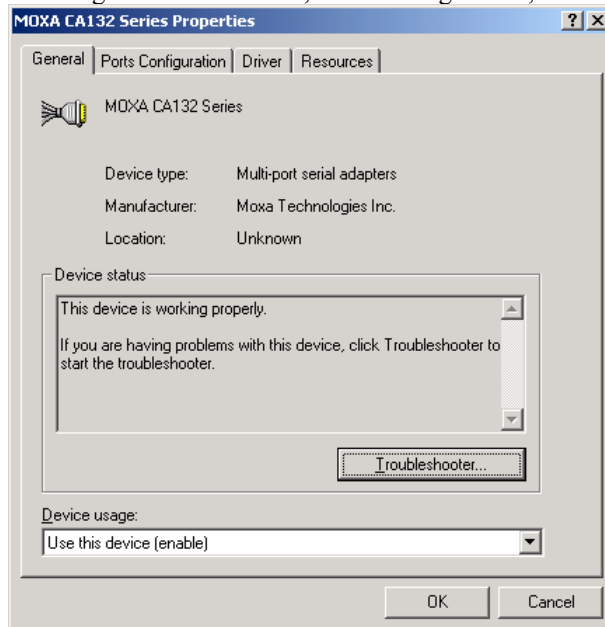 MOXA CA132 Series Properties
General Ports Configuration Driver Resources
MOXA CA132 Series
Device type: Multi-port serial adapters
Manufacturer: Moxa Technologies Inc.
Location: Unknown
Device status
This device is working properly.
If you are having problems with this device, click Troubleshooter to
start the troubleshooter.
Troubleshooter...
Device usage:
Use this device (enable)
OK Cancel